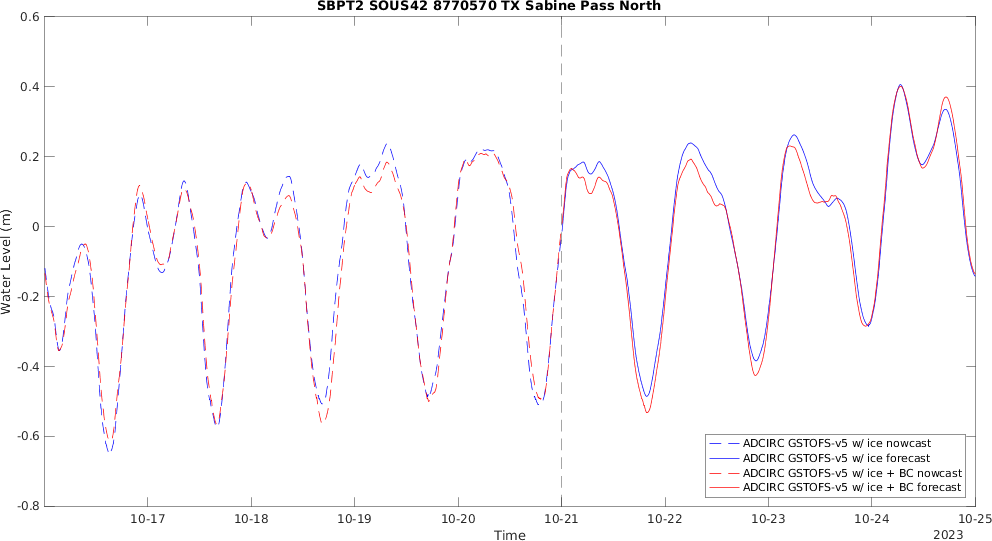 SBPT2 SOUS42 8770570 TX Sabine Pass North
Water Level (m)
0.6
0.4
0.2
0
-0.2
-0.4
-0.6
-0.8
ADCIRC GSTOFS-v5 w/ ice nowcast
ADCIRC GSTOFS-v5 w/ ice forecast
ADCIRC GSTOFS-v5 w/ ice + BC nowcast
ADCIRC GSTOFS-v5 w/ ice + BC forecast
10-17 10-18 10-19 10-20 10-21 10-22 10-23 10-24 10-25
Time
2023